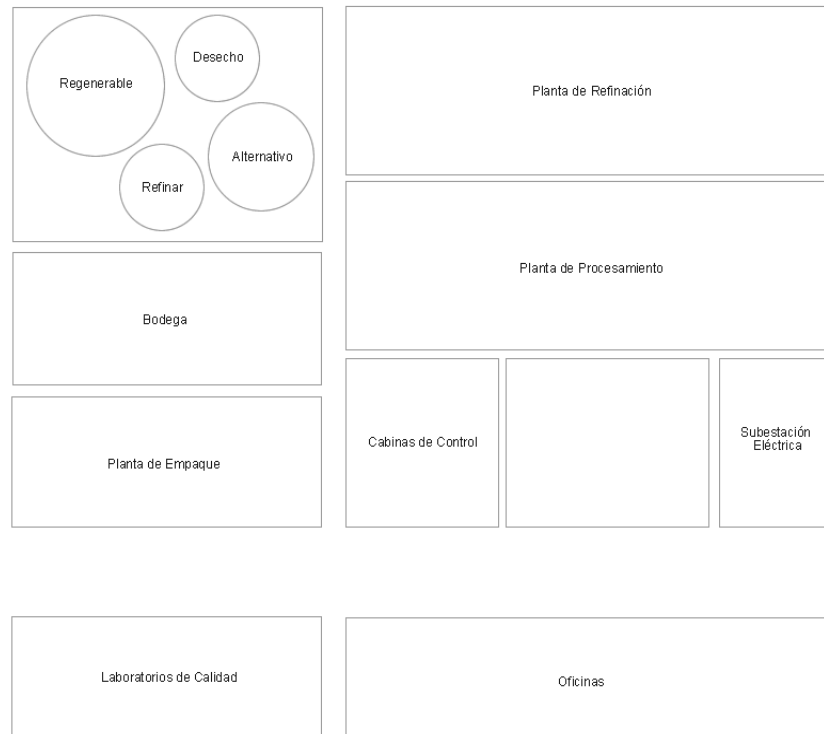 Regenerable
Desecho
Alternativo
Refinar
Planta de Refinación
Planta de Procesamiento
Bodega
Planta de Empaque
Cabinas de Control
Subestación
Eléctrica
Laboratorios de Calidad
Oficinas